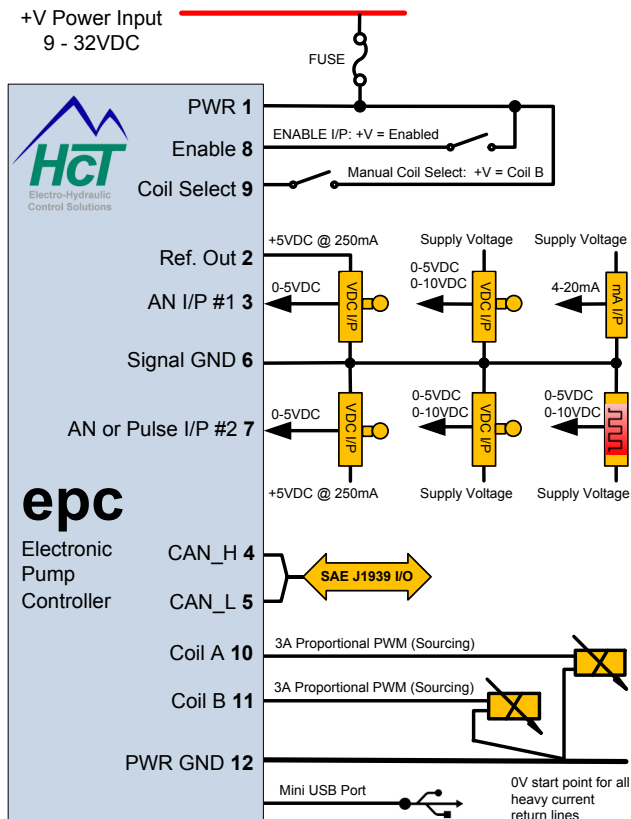 +V Power Input
9 - 32VDC
FUSE
HcT
Electro-Hydraulic
Control Solutions
PWR 1
Enable 8
ENABLE I/P: +V = Enabled
Coil Select 9
Manual Coil Select: +V = Coil B
Ref. Out 2
+5VDC @ 250mA
Supply Voltage
Supply Voltage
AN I/P #1 3
0-5VDC
VDC I/P
0-5VDC
0-10VDC
VDC I/P
4-20mA
mA I/P
Signal GND 6
AN or Pulse I/P #2 7
0-5VDC
VDC I/P
0-5VDC
0-10VDC
VDC I/P
0-5VDC
0-10VDC
+5VDC @ 250mA
Supply Voltage
Supply Voltage
epc
Electronic
Pump
Controller
CAN_H 4
CAN_L 5
SAE J1939 I/O
Coil A 10
3A Proportional PWM (Sourcing)
Coil B 11
3A Proportional PWM (Sourcing)
PWR GND 12
Mini USB Port
0V start point for all
heavy current
return lines